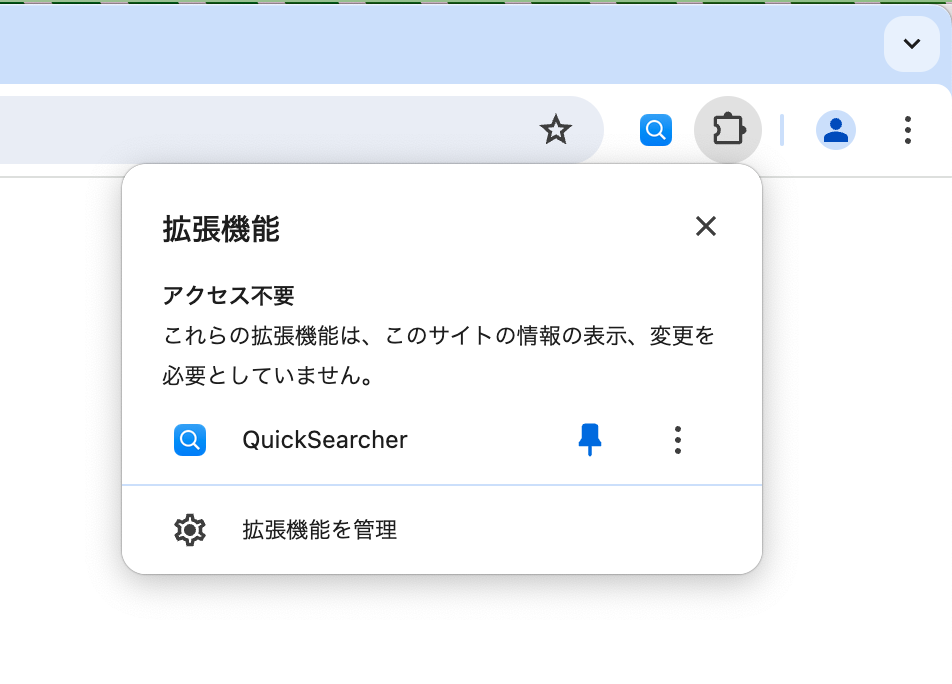 拡張機能
アクセス不要
これらの拡張機能は、このサイトの情報の表示、変更を
必要としていません。
QuickSearcher
拡張機能を管理